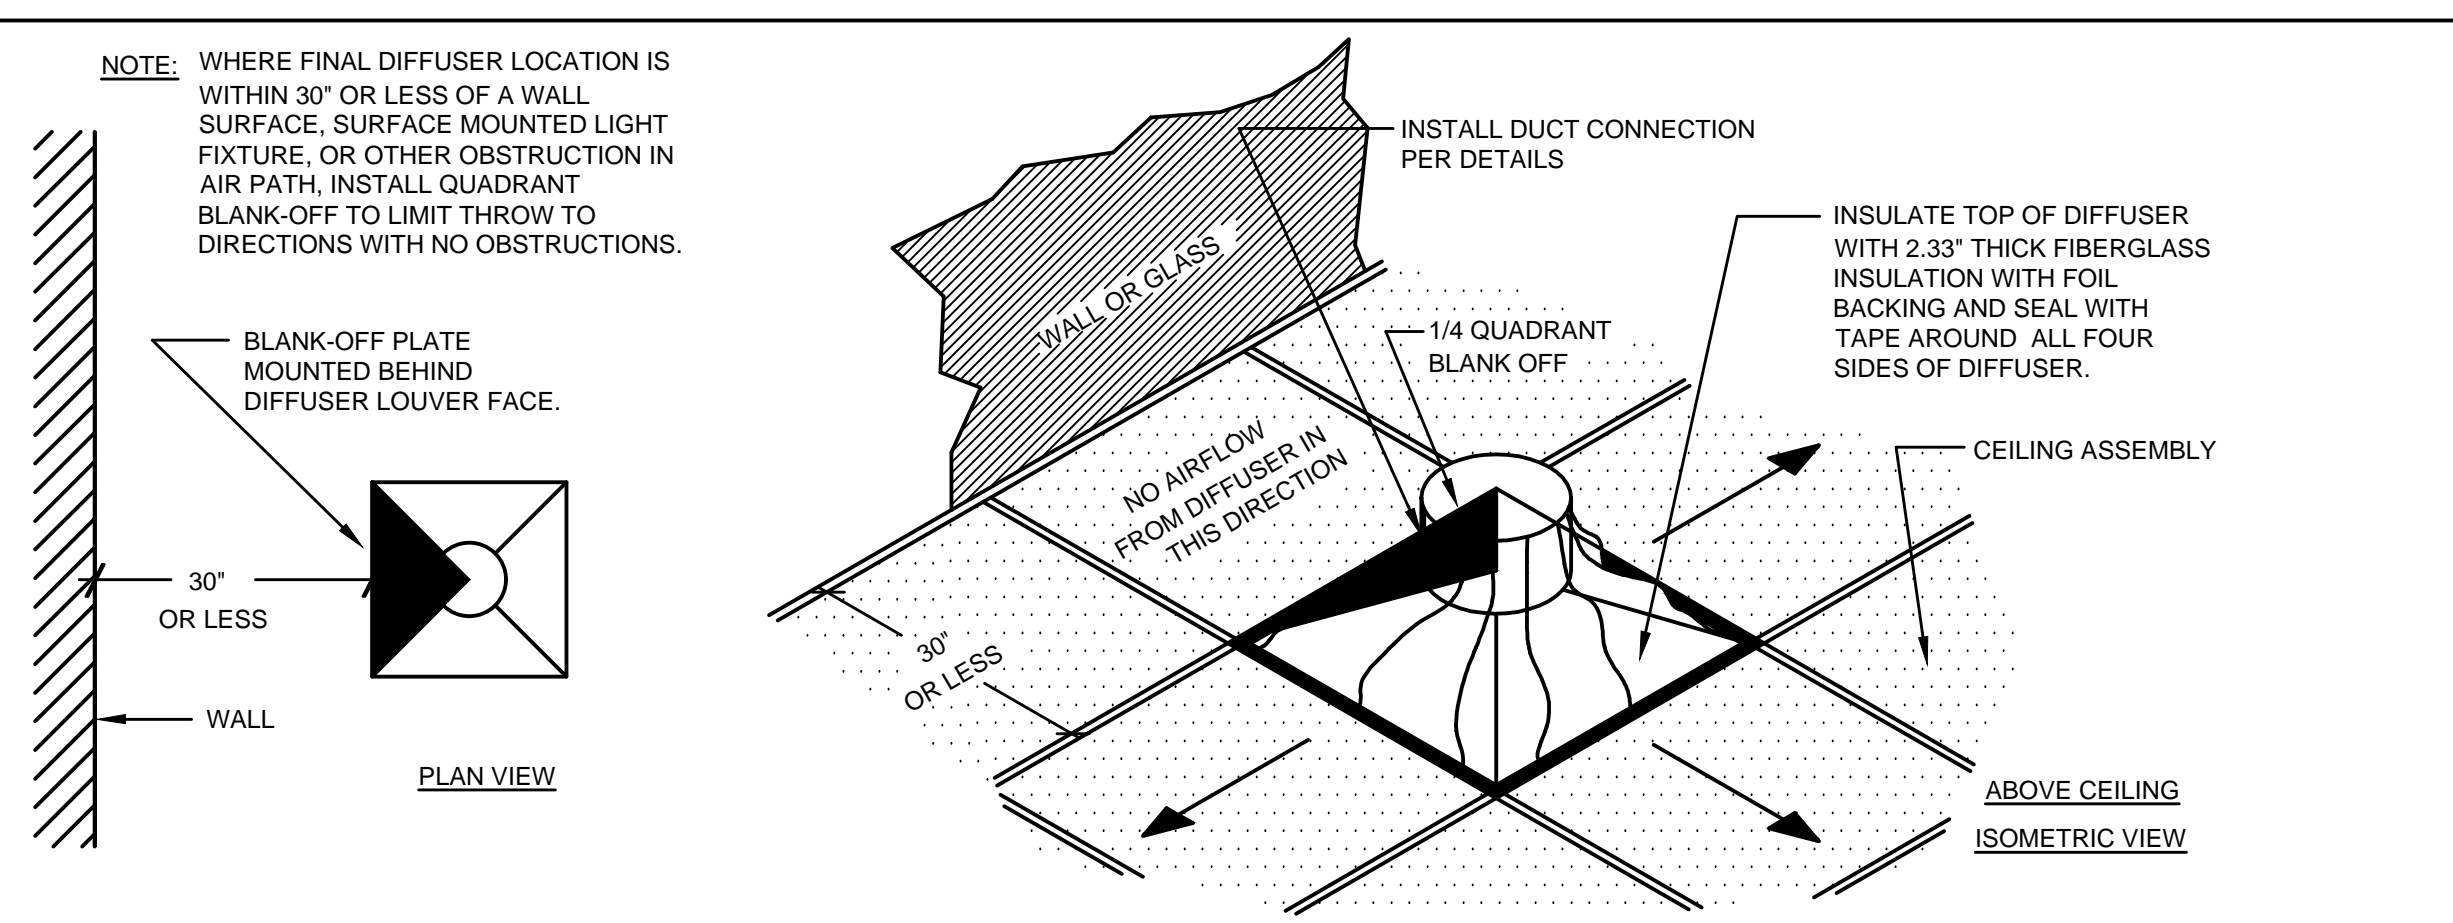 NOTE: WHERE FINAL DIFFUSER LOCATION IS
WITHIN 30" OR LESS OF A WALL
SURFACE, SURFACE MOUNTED LIGHT
FIXTURE, OR OTHER OBSTRUCTION IN
AIR PATH, INSTALL QUADRANT
BLANK-OFF TO LIMIT THROW TO
DIRECTIONS WITH NO OBSTRUCTIONS.
BLANK-OFF PLATE
MOUNTED BEHIND
DIFFUSER LOUVER FACE.
30"
OR LESS
WALL
PLAN VIEW
WALL OR GLASS
INSTALL DUCT CONNECTION
PER DETAILS
1/4 QUADRANT
BLANK OFF
NO AIRFLOW
FROM DIFFUSER IN
THIS DIRECTION
30"
OR LESS
INSULATE TOP OF DIFFUSER
WITH 2.33" THICK FIBERGLASS
INSULATION WITH FOIL
BACKING AND SEAL WITH
TAPE AROUND ALL FOUR
SIDES OF DIFFUSER.
CEILING ASSEMBLY
ABOVE CEILING
ISOMETRIC VIEW